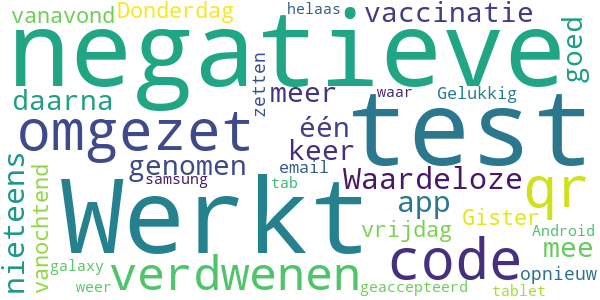 vanavond Donderdag helaas vaccinatie
negatieve goed
daarna zetten meer waar Gelukkig
omgezet één test
genomen keer
nieteens vanochtend samsung email tab Waardeloze qr
Werkt app Gister
vrijdag code mee Android
galaxy verdwenen opnieuw
weer geaccepteerd tablet